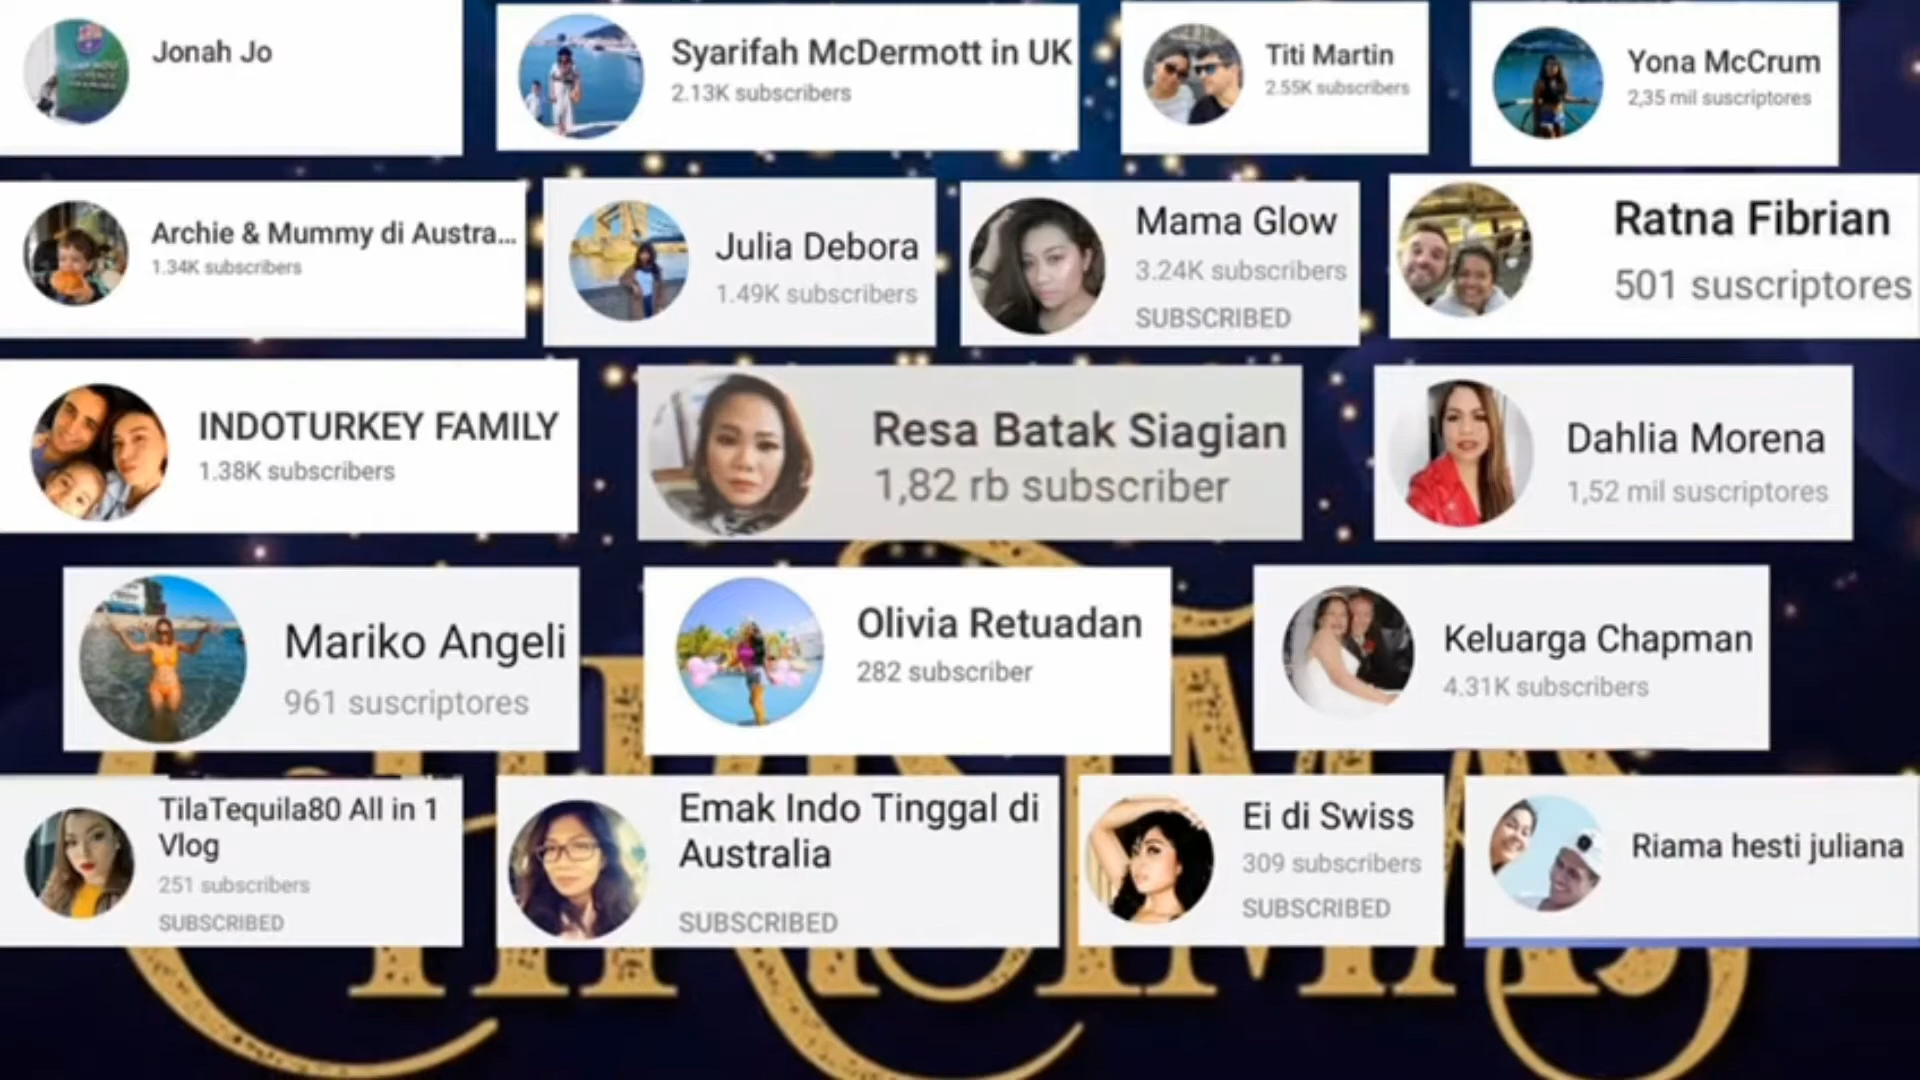 Jonah Jo
Syarifah McDermott in UK
2.13K subscribers
Titi Martin
2.55K subscribers
Yona McCrum
2,35 mil suscriptores
Archie & Mummy di Austra...
1.34K subscribers
Julia Debora
1.49K subscribers
Mama Glow
3.24K subscribers
SUBSCRIBED
Ratna Fibrian
501 suscriptores
INDOTURKEY FAMILY
1.38K subscribers
Resa Batak Siagian
1,82 rb subscriber
Dahlia Morena
1,52 mil suscriptores
Mariko Angeli
961 suscriptores
Olivia Retuadan
282 subscriber
Keluarga Chapman
4.31K subscribers
TilaTequila80 All in 1
Vlog
251 subscribers
SUBSCRIBED
Emak Indo Tinggal di
Australia
SUBSCRIBED
Ei di Swiss
309 subscribers
SUBSCRIBED
Riama hesti juliana